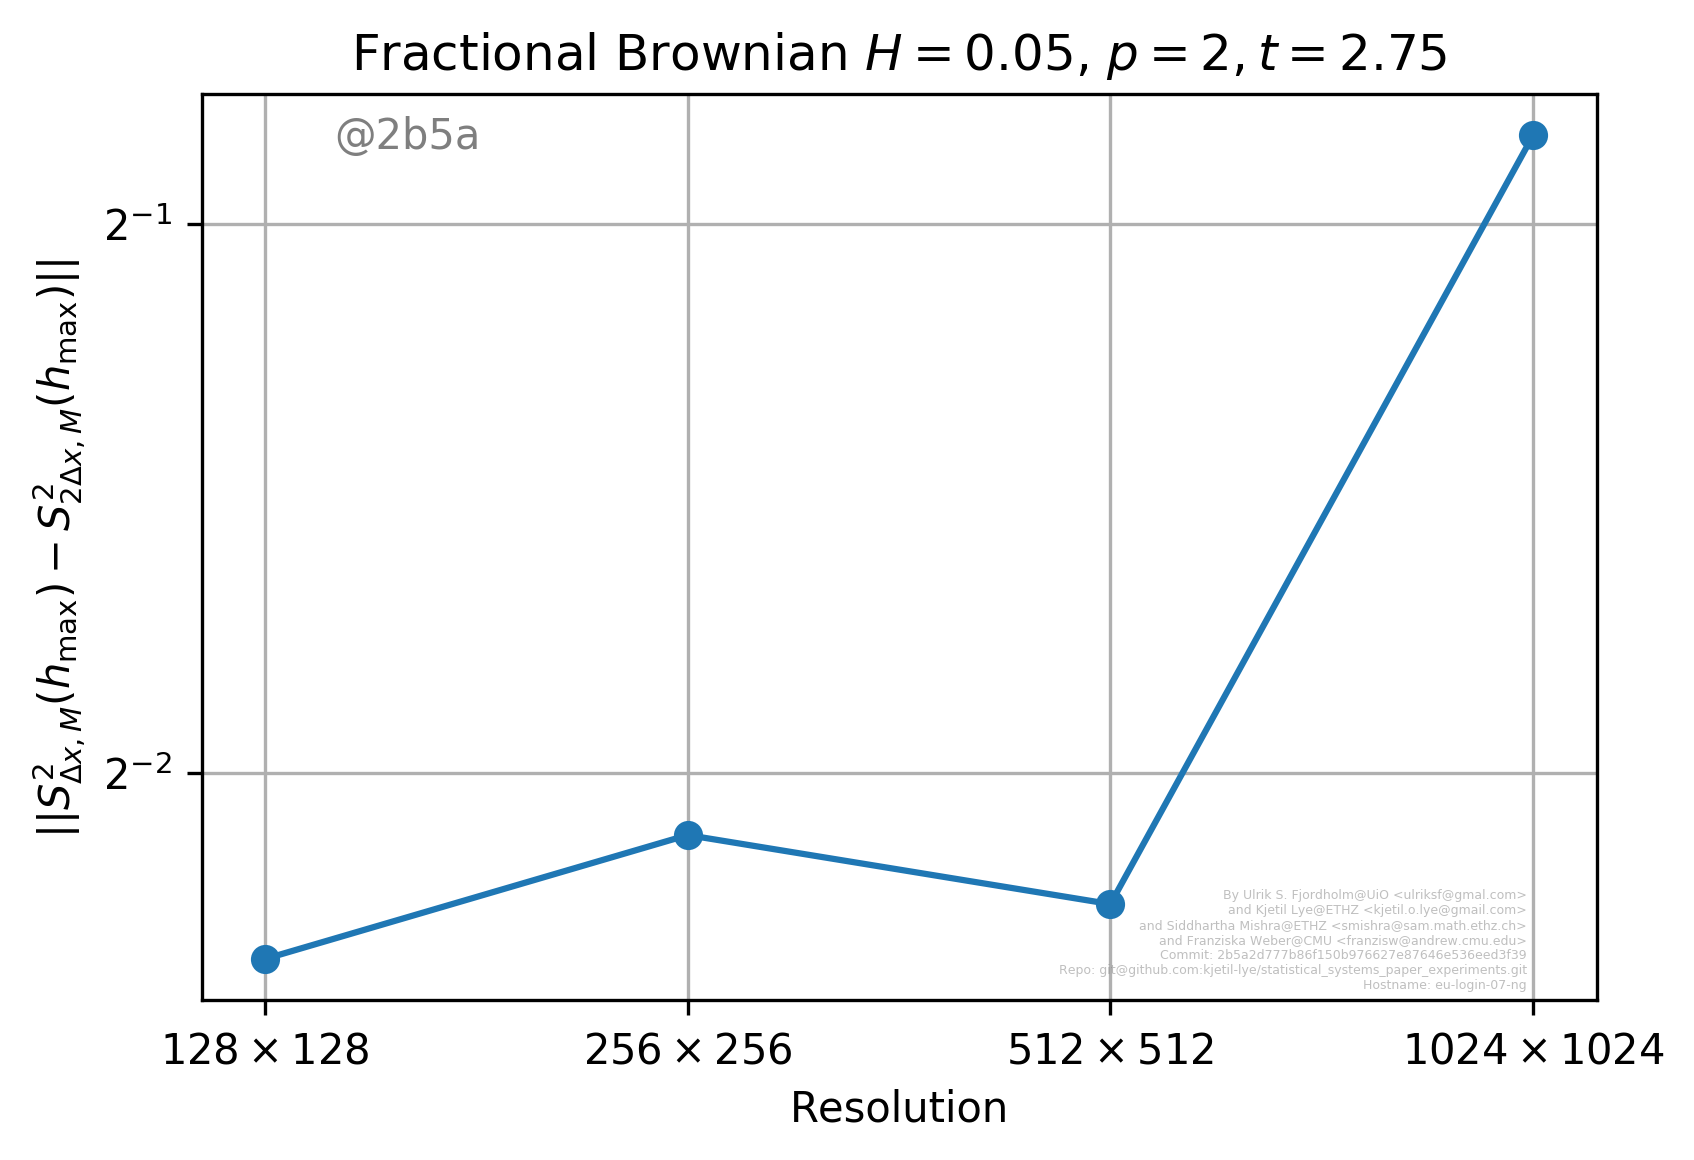 Fractional Brownian H = 0.05, p = 2, t = 2.75
@2b5a
2⁻¹
2⁻²
||S²_{Δx, M}(h_max) − S²_{2Δx, M}(h_max)||
By Ulrik S. Fjordholm@UiO <ulriksf@gmal.com>
and Kjetil Lye@ETHZ <kjetil.o.lye@gmail.com>
and Siddhartha Mishra@ETHZ <smishra@sam.math.ethz.ch>
and Franziska Weber@CMU <franzisw@andrew.cmu.edu>
Commit: 2b5a2d777b86f150b976627e87646e536eed3f39
Repo: git@github.com:kjetil-lye/statistical_systems_paper_experiments.git
Hostname: eu-login-07-ng
128 × 128 256 × 256 512 × 512 1024 × 1024
Resolution